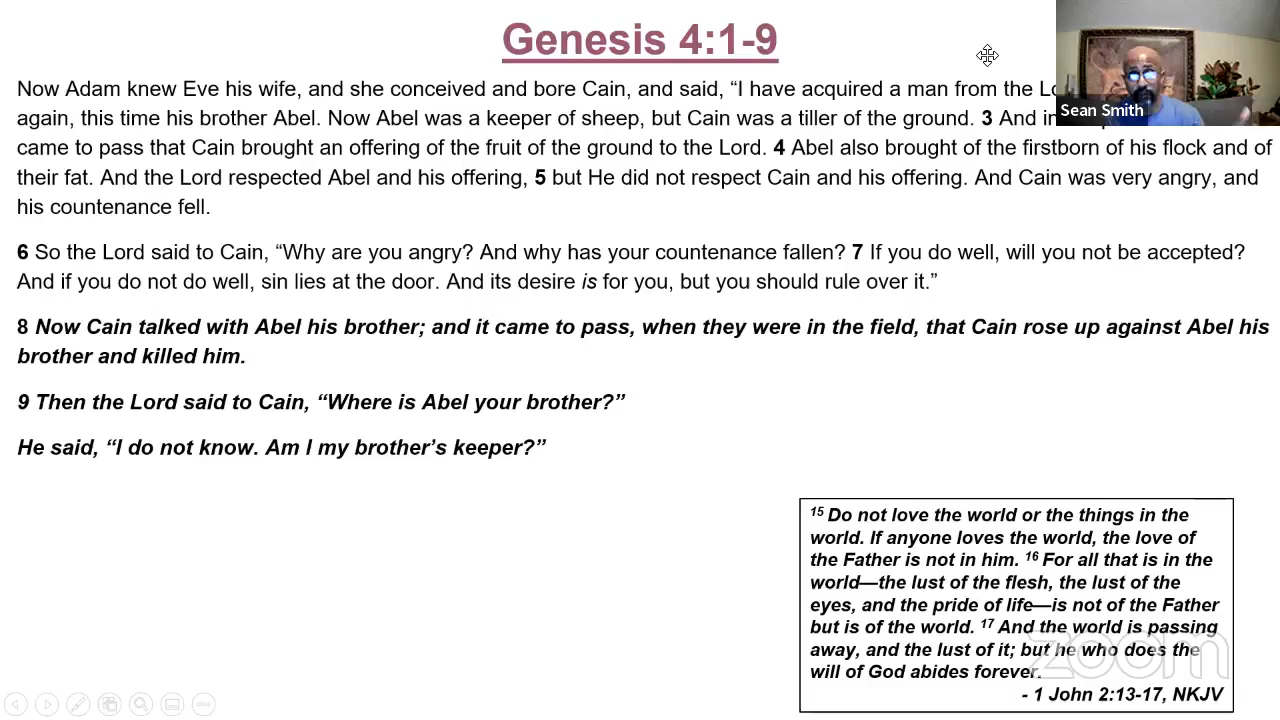 Genesis 4:1-9
Sean Smith
Now Adam knew Eve his wife, and she conceived and bore Cain, and said, “I have acquired a man from the
again, this time his brother Abel. Now Abel was a keeper of sheep, but Cain was a tiller of the ground. 3 And
came to pass that Cain brought an offering of the fruit of the ground to the Lord. 4 Abel also brought of the firstborn of his flock and of
their fat. And the Lord respected Abel and his offering, 5 but He did not respect Cain and his offering. And Cain was very angry, and
his countenance fell.
6 So the Lord said to Cain, “Why are you angry? And why has your countenance fallen? 7 If you do well, will you not be accepted?
And if you do not do well, sin lies at the door. And its desire is for you, but you should rule over it.”
8 Now Cain talked with Abel his brother; and it came to pass, when they were in the field, that Cain rose up against Abel his
brother and killed him.
9 Then the Lord said to Cain, “Where is Abel your brother?”
He said, “I do not know. Am I my brother’s keeper?”
15 Do not love the world or the things in the
world. If anyone loves the world, the love of
the Father is not in him. 16 For all that is in the
world—the lust of the flesh, the lust of the
eyes, and the pride of life—is not of the Father
but is of the world. 17 And the world is passing
away, and the lust of it; but he who does the
will of God abides forever.
- 1 John 2:13-17, NKJV
zoom